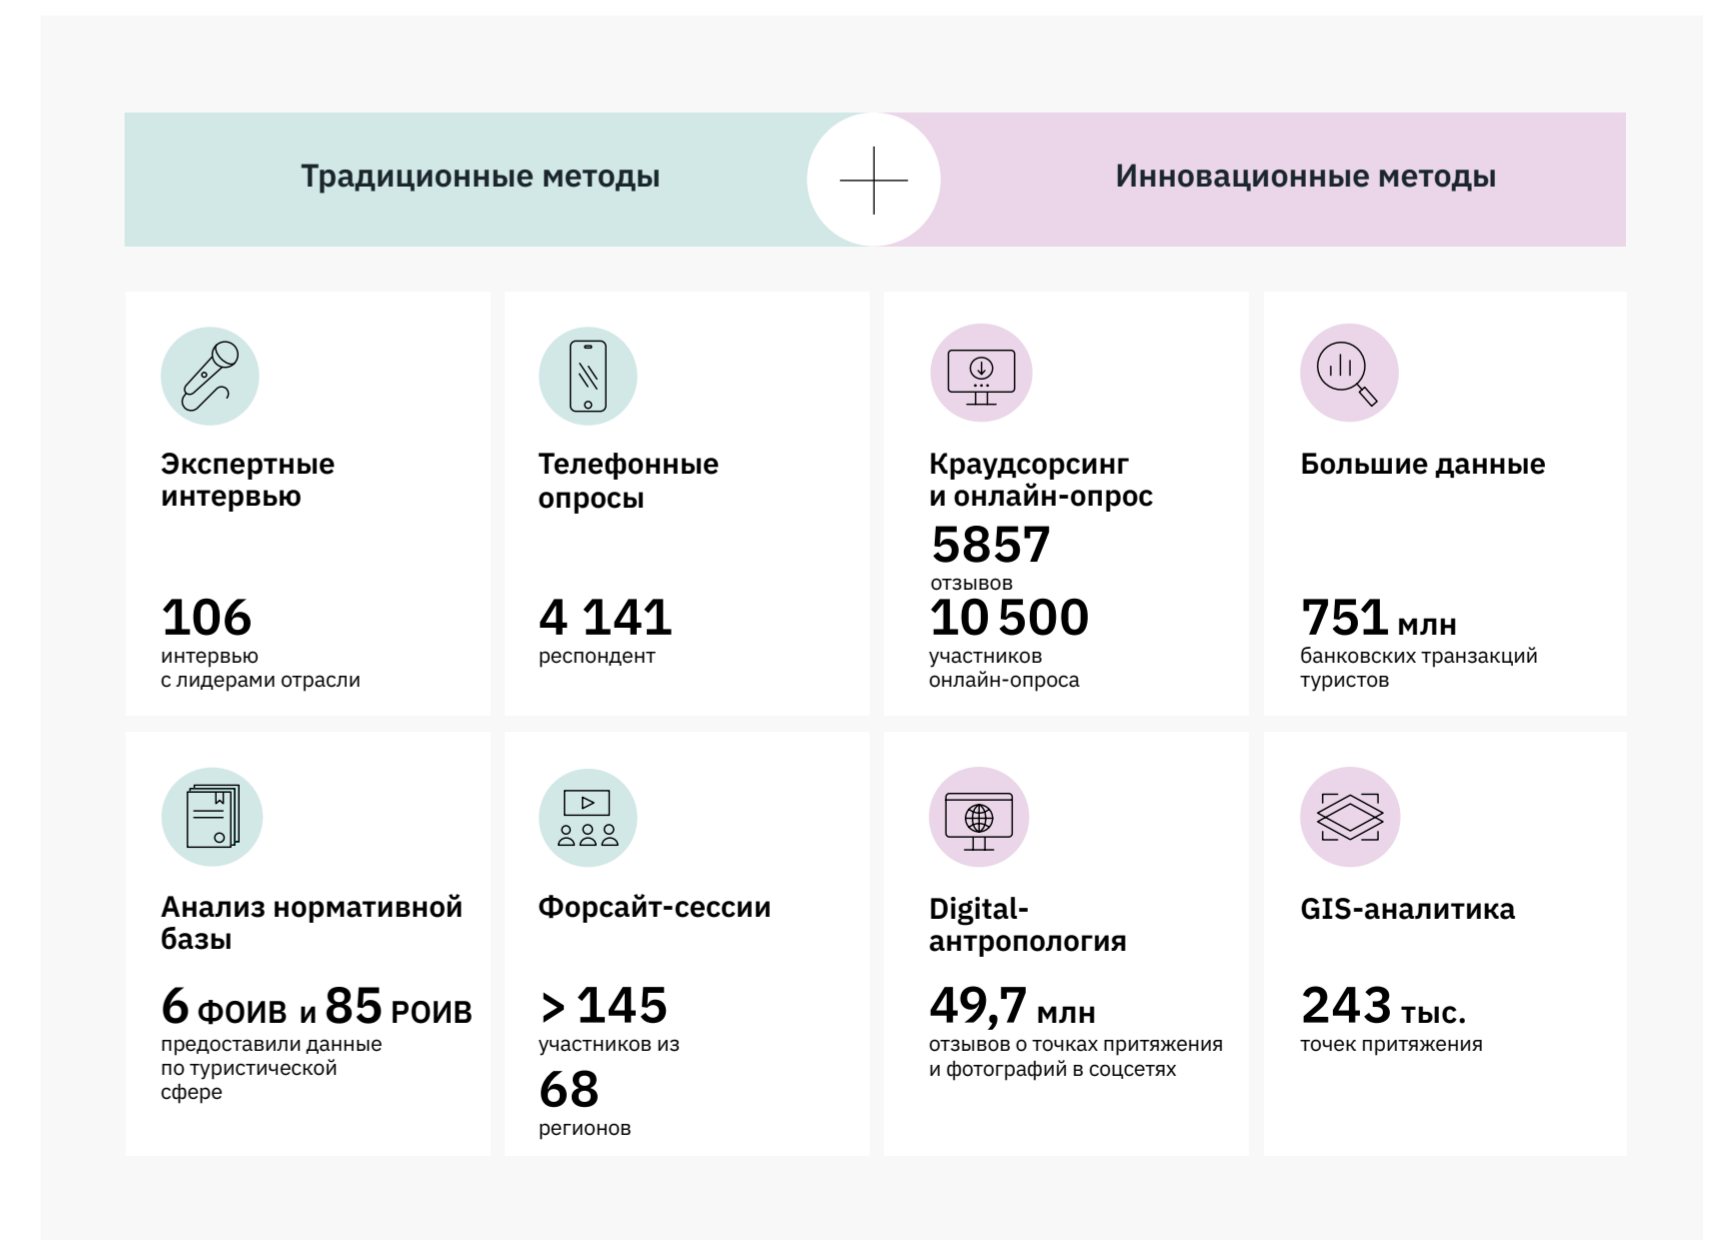 Традиционные методы
Инновационные методы
Экспертные
интервью
106
интервью
с лидерами отрасли
Телефонные
опросы
4 141
респондент
Краудсорсинг
и онлайн-опрос
5857
отзывов
10 500
участников
онлайн-опроса
Большие данные
751 млн
банковских транзакций
туристов
Анализ нормативной
базы
6 ФОИВ и 85 РОИВ
предоставили данные
по туристической
сфере
Форсайт-сессии
> 145
участников из
68
регионов
Digital-
антропология
49,7 млн
отзывов о точках притяжения
и фотографий в соцсетях
GIS-аналитика
243 тыс.
точек притяжения